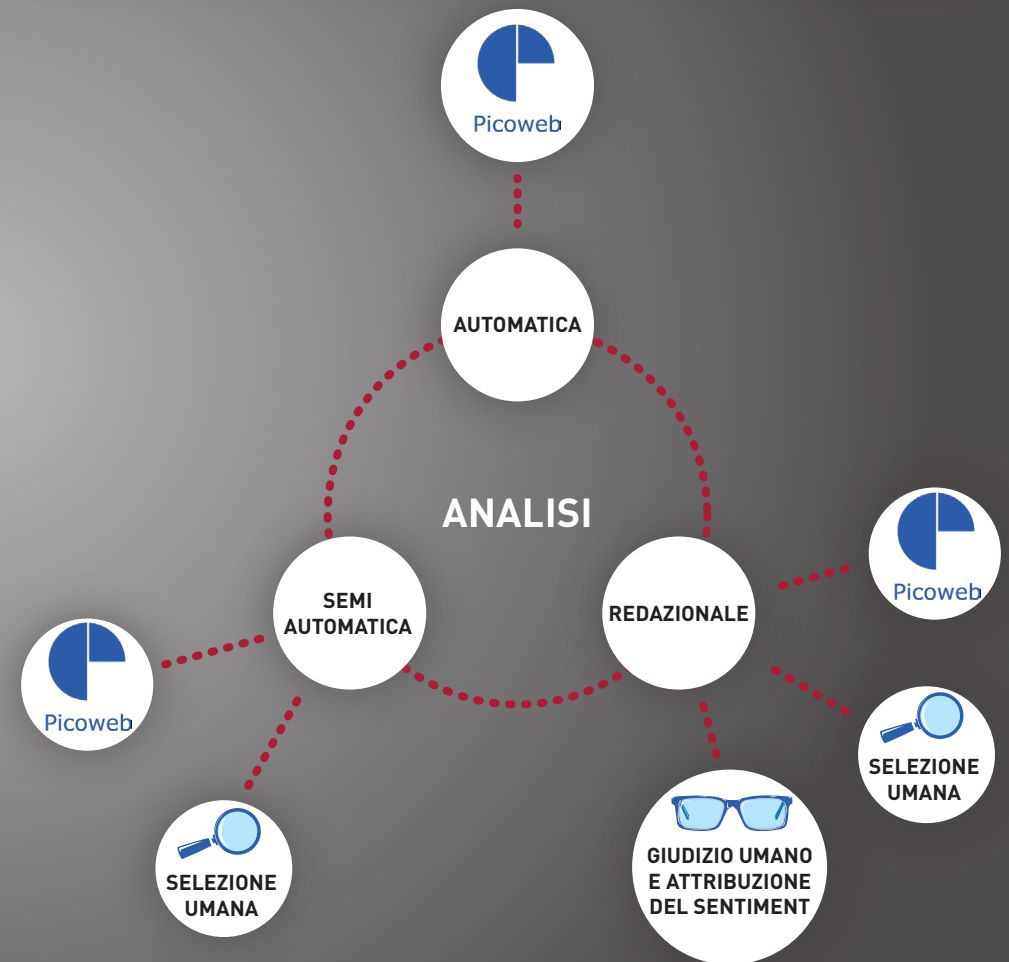 Picoweb
AUTOMATICA
ANALISI
SEMI
AUTOMATICA
REDAZIONALE
Picoweb
Picoweb
SELEZIONE
UMANA
SELEZIONE
UMANA
GIUDIZIO UMANO
E ATTRIBUZIONE
DEL SENTIMENT